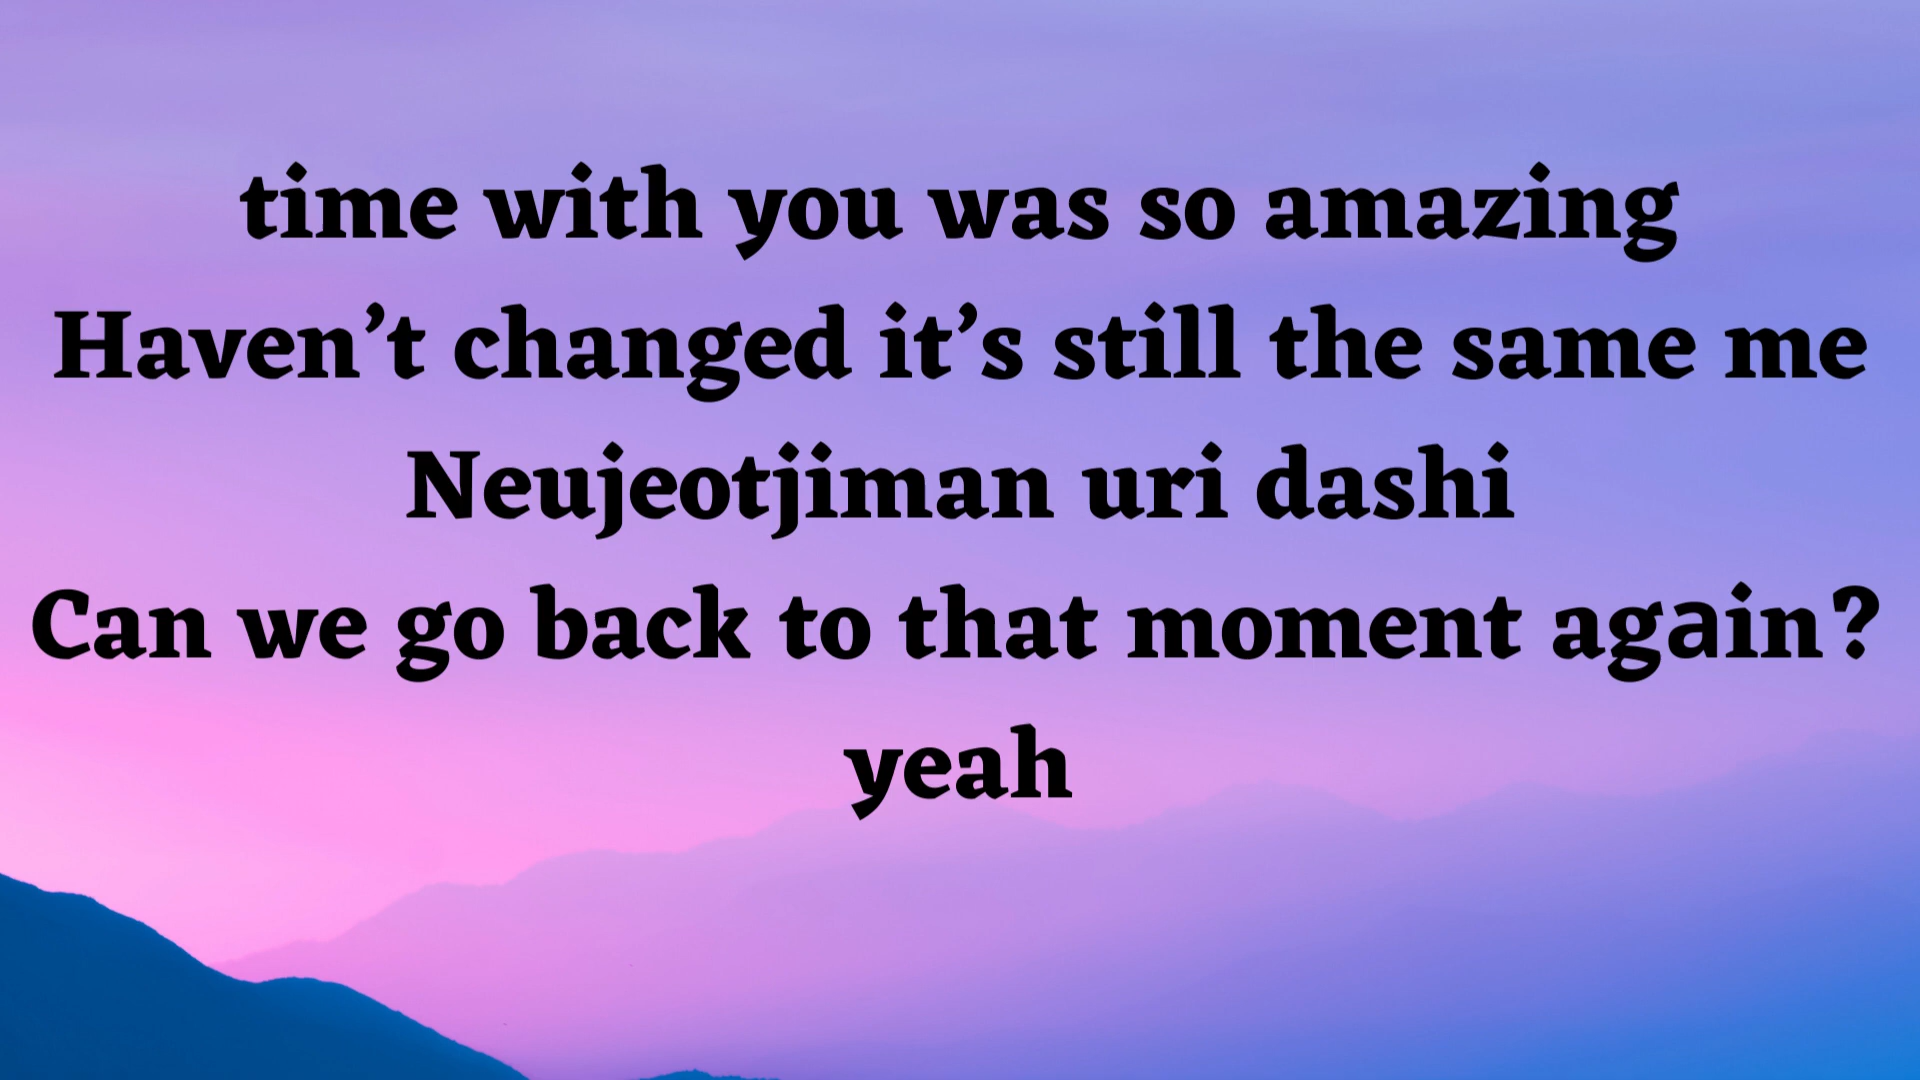 time with you was so amazing
Haven’t changed it’s still the same me
Neujeotjiman uri dashi
Can we go back to that moment again?
yeah